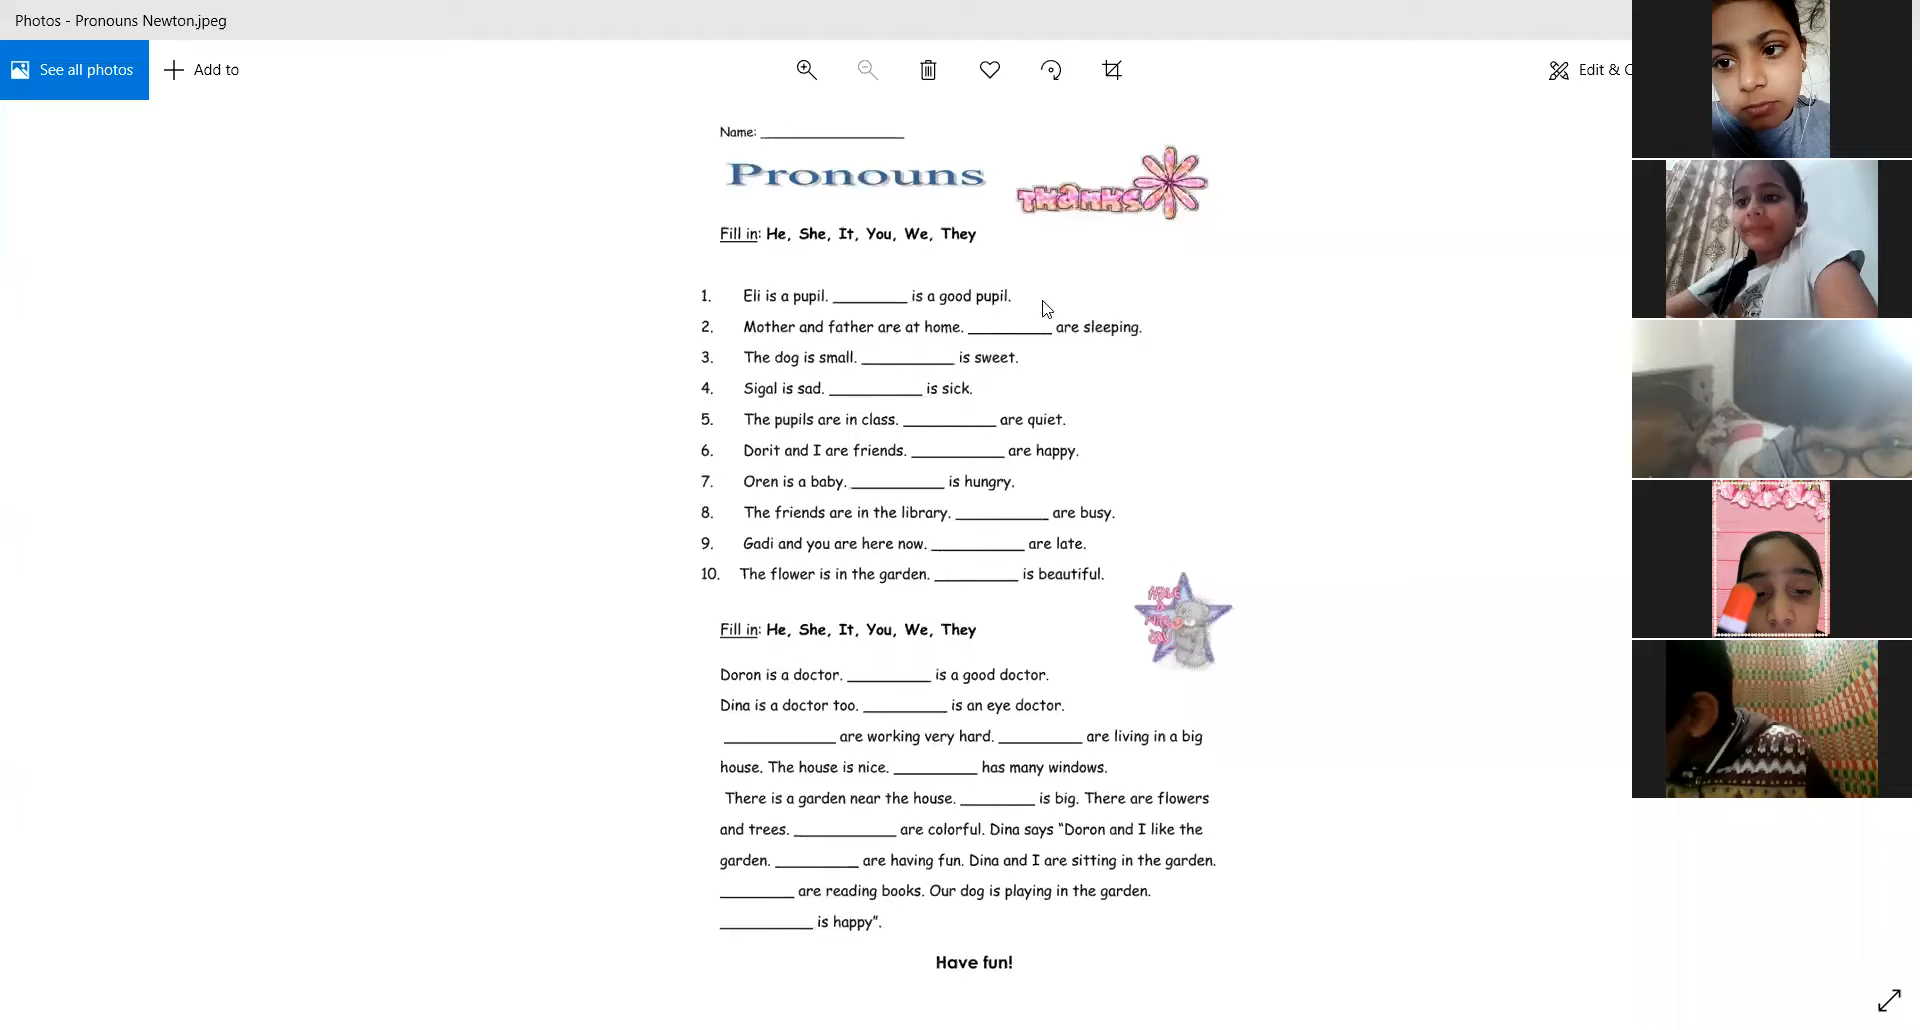 Photos - Pronouns Newton.jpeg
See all photos
Add to
Edit & C
Name: ___________________
Pronouns
THANKS
Fill in: He, She, It, You, We, They
1. Eli is a pupil. ________ is a good pupil.
2. Mother and father are at home. _________ are sleeping.
3. The dog is small. __________ is sweet.
4. Sigal is sad. __________ is sick.
5. The pupils are in class. __________ are quiet.
6. Dorit and I are friends. __________ are happy.
7. Oren is a baby. __________ is hungry.
8. The friends are in the library. __________ are busy.
9. Gadi and you are here now. __________ are late.
10. The flower is in the garden. _________ is beautiful.
HAVE
a
NICE
DAY
Fill in: He, She, It, You, We, They
Doron is a doctor. _________ is a good doctor.
Dina is a doctor too. _________ is an eye doctor.
____________ are working very hard. _________ are living in a big
house. The house is nice. _________ has many windows.
There is a garden near the house. ________ is big. There are flowers
and trees. ___________ are colorful. Dina says "Doron and I like the
garden. _________ are having fun. Dina and I are sitting in the garden.
________ are reading books. Our dog is playing in the garden.
__________ is happy".
Have fun!